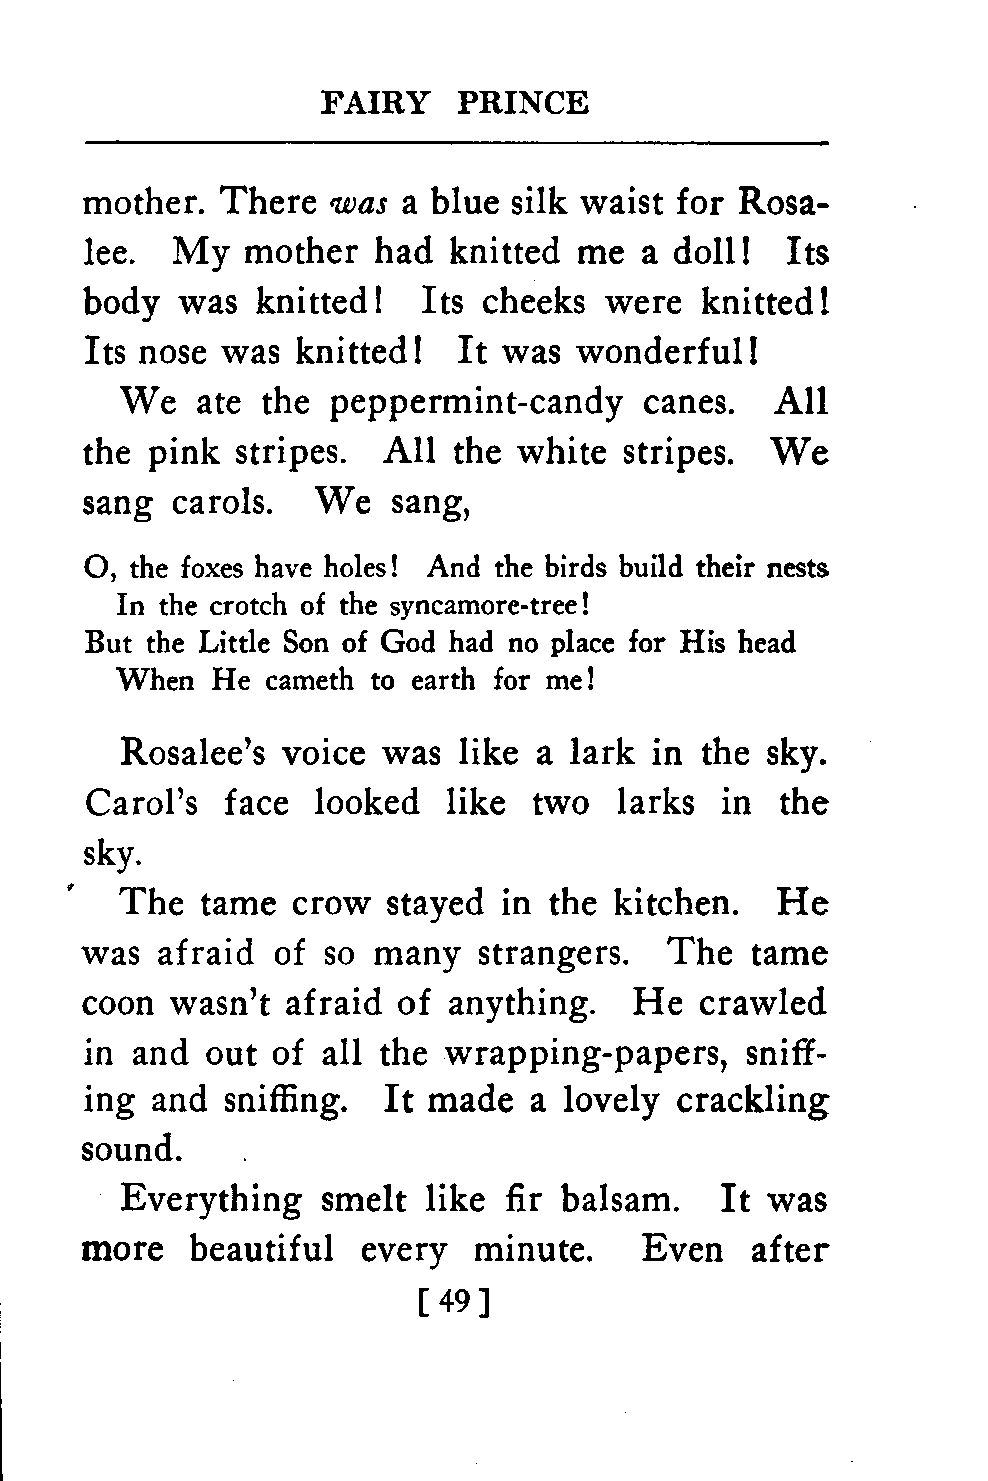 FAIRY PRINCE
mother. There was a blue silk waist for Rosa-
lee. My mother had knitted me a doll! Its
body was knitted! Its cheeks were knitted!
Its nose was knitted! It was wonderful!
We ate the peppermint-candy canes. All
the pink stripes. All the white stripes. We
sang carols. We sang,
O, the foxes have holes! And the birds build their nests
In the crotch of the syncamore-tree!
But the Little Son of God had no place for His head
When He cameth to earth for me!
Rosalee's voice was like a lark in the sky.
Carol's face looked like two larks in the
sky.
The tame crow stayed in the kitchen. He
was afraid of so many strangers. The tame
coon wasn't afraid of anything. He crawled
in and out of all the wrapping-papers, sniff-
ing and sniffing. It made a lovely crackling
sound.
Everything smelt like fir balsam. It was
more beautiful every minute. Even after
[ 49 ]